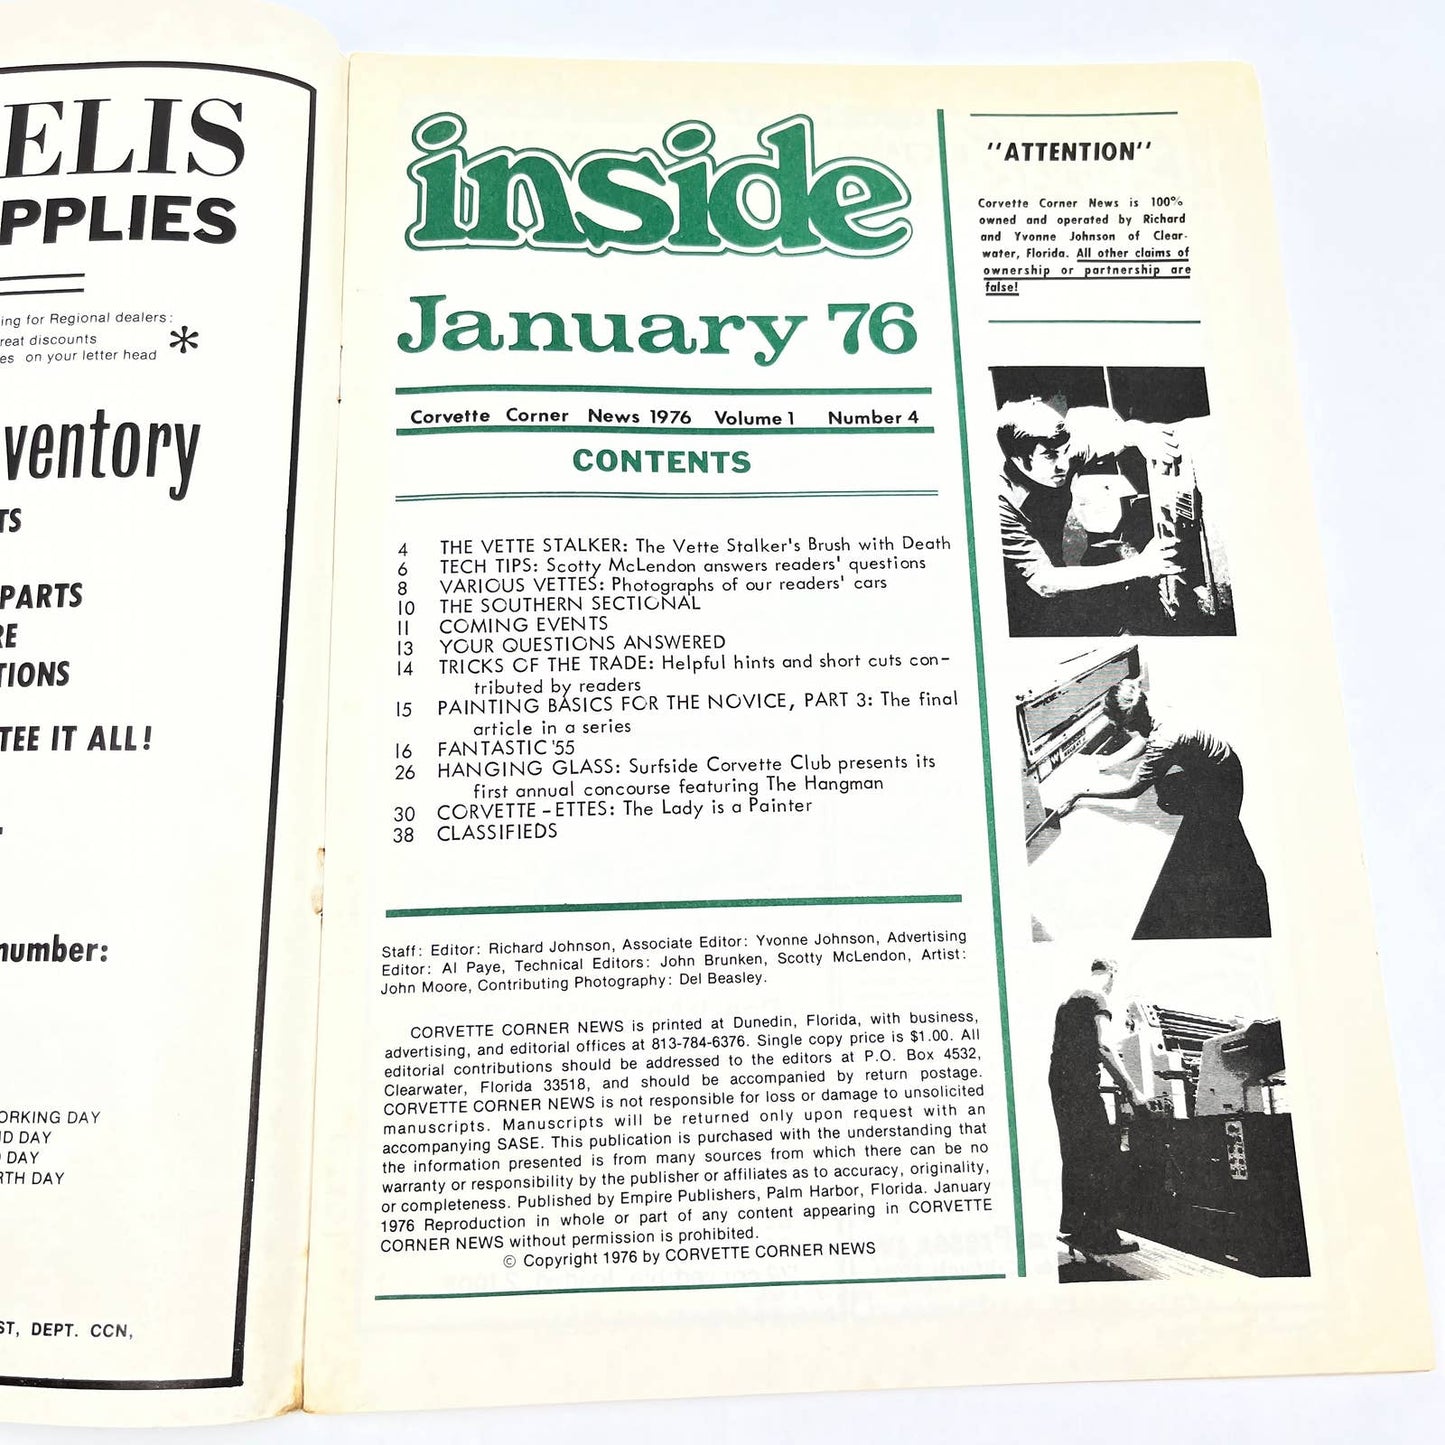 ELIS
PPLIES
ing for Regional dealers:
reat discounts
es on your letter head *
ventory
TS
PARTS
RE
TIONS
TEE IT ALL!
number:
ORKING DAY
ND DAY
DAY
RTH DAY
ST, DEPT. CCN,
inside
January 76
Corvette Corner News 1976 Volume 1 Number 4
CONTENTS
4 THE VETTE STALKER: The Vette Stalker's Brush with Death
6 TECH TIPS: Scotty McLendon answers readers' questions
8 VARIOUS VETTES: Photographs of our readers' cars
10 THE SOUTHERN SECTIONAL
11 COMING EVENTS
13 YOUR QUESTIONS ANSWERED
14 TRICKS OF THE TRADE: Helpful hints and short cuts con-
tributed by readers
15 PAINTING BASICS FOR THE NOVICE, PART 3: The final
article in a series
16 FANTASTIC '55
26 HANGING GLASS: Surfside Corvette Club presents its
first annual concourse featuring The Hangman
30 CORVETTE-ETTES: The Lady is a Painter
38 CLASSIFIEDS
Staff: Editor: Richard Johnson, Associate Editor: Yvonne Johnson, Advertising
Editor: Al Paye, Technical Editors: John Brunken, Scotty McLendon, Artist:
John Moore, Contributing Photography: Del Beasley.
CORVETTE CORNER NEWS is printed at Dunedin, Florida, with business,
advertising, and editorial offices at 813-784-6376. Single copy price is $1.00. All
editorial contributions should be addressed to the editors at P.O. Box 4532,
Clearwater, Florida 33518, and should be accompanied by return postage.
CORVETTE CORNER NEWS is not responsible for loss or damage to unsolicited
manuscripts. Manuscripts will be returned only upon request with an
accompanying SASE. This publication is purchased with the understanding that
the information presented is from many sources from which there can be no
warranty or responsibility by the publisher or affiliates as to accuracy, originality,
or completeness. Published by Empire Publishers, Palm Harbor, Florida. January
1976 Reproduction in whole or part of any content appearing in CORVETTE
CORNER NEWS without permission is prohibited.
© Copyright 1976 by CORVETTE CORNER NEWS
"ATTENTION"
Corvette Corner News is 100%
owned and operated by Richard
and Yvonne Johnson of Clear-
water, Florida. All other claims of
ownership or partnership are
false!